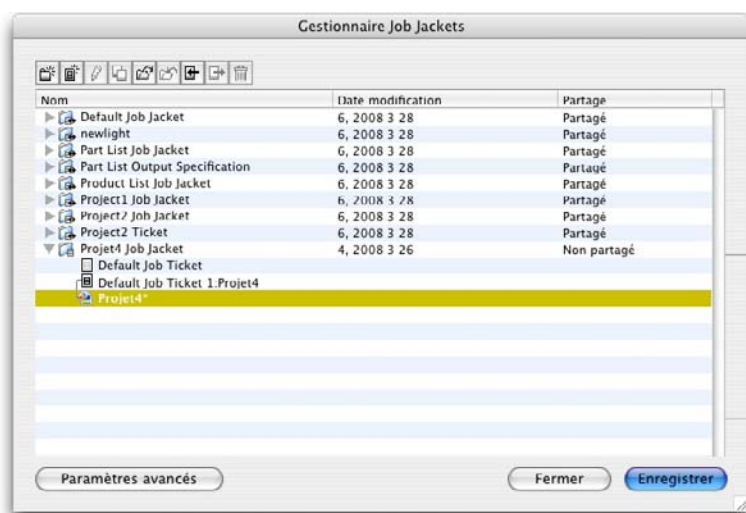 Gestionnaire Job Jackets
Nom Date modification Partage
Default Job Jacket 6, 2008 3 28 Partagé
newlight 6, 2008 3 28 Partagé
Part List Job Jacket 6, 2008 3 28 Partagé
Part List Output Specification 6, 2008 3 28 Partagé
Product List Job Jacket 6, 2008 3 28 Partagé
Project1 Job Jacket 6, 2008 3 28 Partagé
Project2 Job Jacket 6, 2008 3 28 Partagé
Project2 Ticket 6, 2008 3 28 Partagé
Projet4 Job Jacket 4, 2008 3 26 Non partagé
Default Job Ticket
Default Job Ticket 1:Projet4
Projet4*
Paramètres avancés Fermer Enregistrer